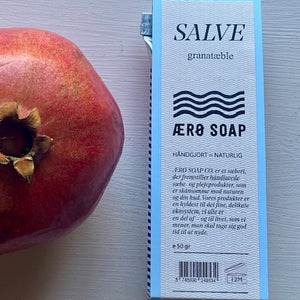 SALVE
granatæble
ÆRØ SOAP
HÅNDGJORT & NATURLIG
ÆRØ SOAP CO. er et sæberi,
der fremstiller håndlavede
sæbe- og plejeprodukter, som
er skånsomme mod naturen
og din hud. Vores produkter
er en hyldest til det fine, delikate
økosystem, vi alle er
en del af - og til livet, som vi
mener, man skal tage sig god
tid til at nyde.
e 50 gr
12M